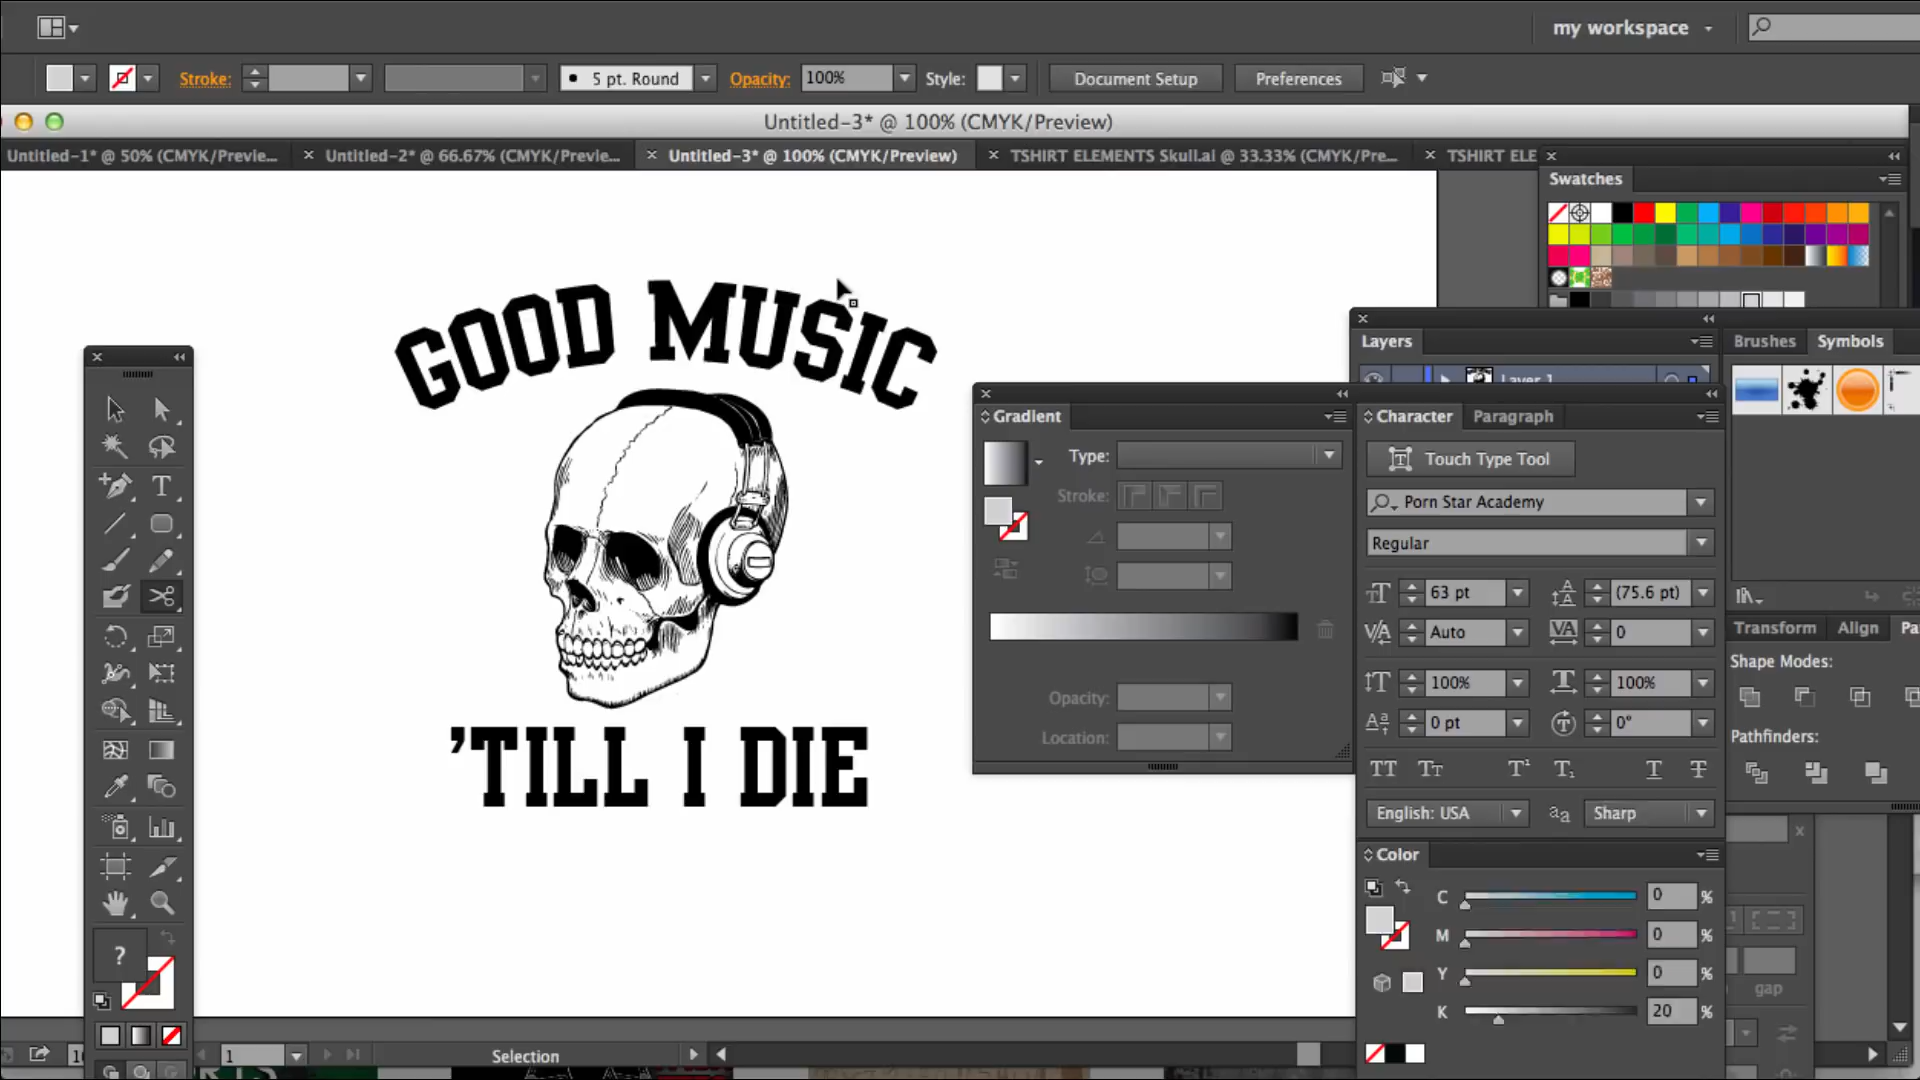 my workspace
Stroke:
5 pt. Round
Opacity:
100%
Style:
Document Setup
Preferences
Untitled-3* @ 100% (CMYK/Preview)
Untitled-1* @ 50% (CMYK/Previe...
Untitled-2* @ 66.67% (CMYK/Previe...
Untitled-3* @ 100% (CMYK/Preview)
TSHIRT ELEMENTS Skull.ai @ 33.33% (CMYK/Pre...
TSHIRT ELE
Swatches
GOOD MUSIC
'TILL I DIE
Layers
Layer 1
Brushes
Symbols
Gradient
Type:
Stroke:
Opacity:
Location:
Character
Paragraph
Touch Type Tool
Porn Star Academy
Regular
63 pt
(75.6 pt)
Auto
0
100%
100%
0 pt
0°
English: USA
Sharp
Transform
Align
Pa
Shape Modes:
Pathfinders:
Color
C 0 %
M 0 %
Y 0 %
K 20 %
gap
?
1
Selection